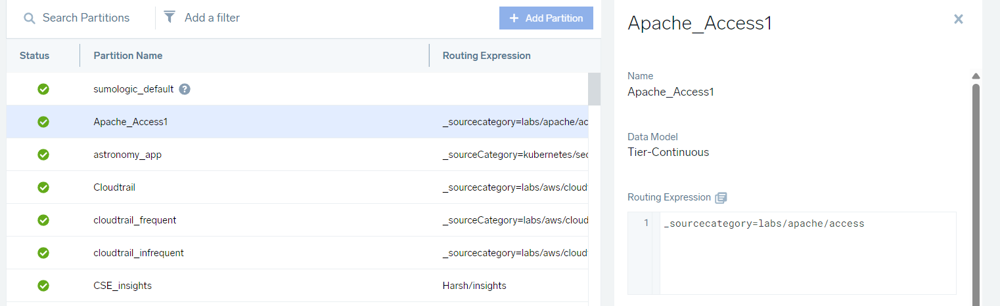 Search Partitions
Add a filter
+ Add Partition
Status Partition Name Routing Expression
sumologic_default ?
Apache_Access1 _sourcecategory=labs/apache/ac
astronomy_app _sourceCategory=kubernetes/sec
Cloudtrail _sourcecategory=labs/aws/cloud
cloudtrail_frequent _sourceCategory=labs/aws/cloud
cloudtrail_infrequent _sourcecategory=labs/aws/cloud
CSE_insights Harsh/insights
Apache_Access1
Name
Apache_Access1
Data Model
Tier-Continuous
Routing Expression
1 _sourcecategory=labs/apache/access